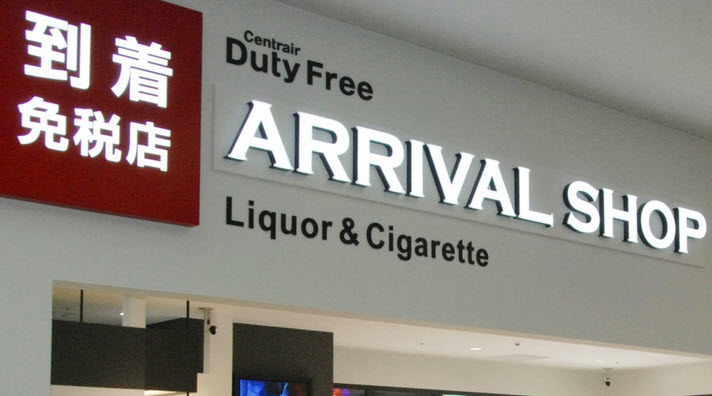 到着
免税店
Centrair
Duty Free
ARRIVAL SHOP
Liquor & Cigarette